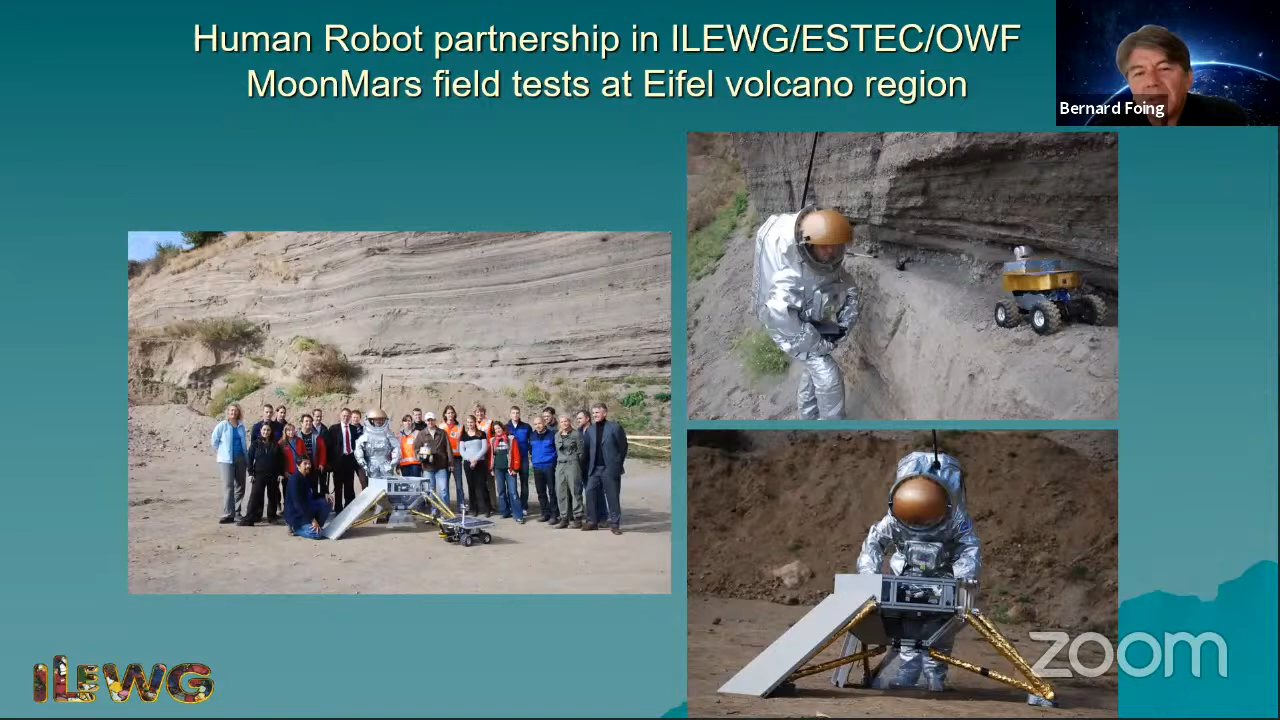 Human Robot partnership in ILEWG/ESTEC/OWF
MoonMars field tests at Eifel volcano region
Bernard Foing
ILEWG
zoom